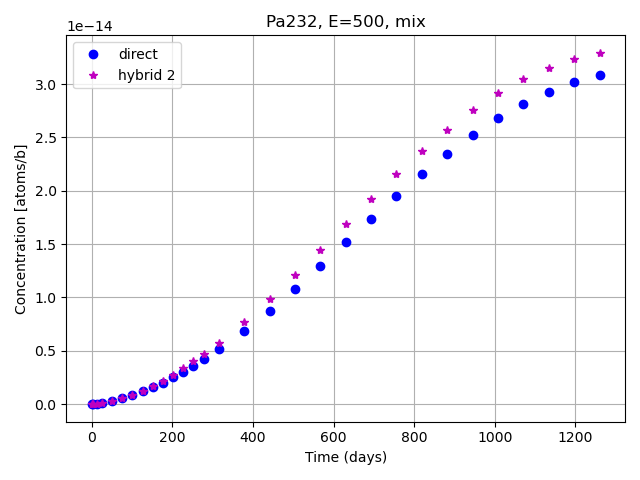 Pa232, E=500, mix
1e−14
direct
hybrid 2
3.0
2.5
2.0
1.5
1.0
0.5
0.0
Concentration [atoms/b]
0 200 400 600 800 1000 1200
Time (days)